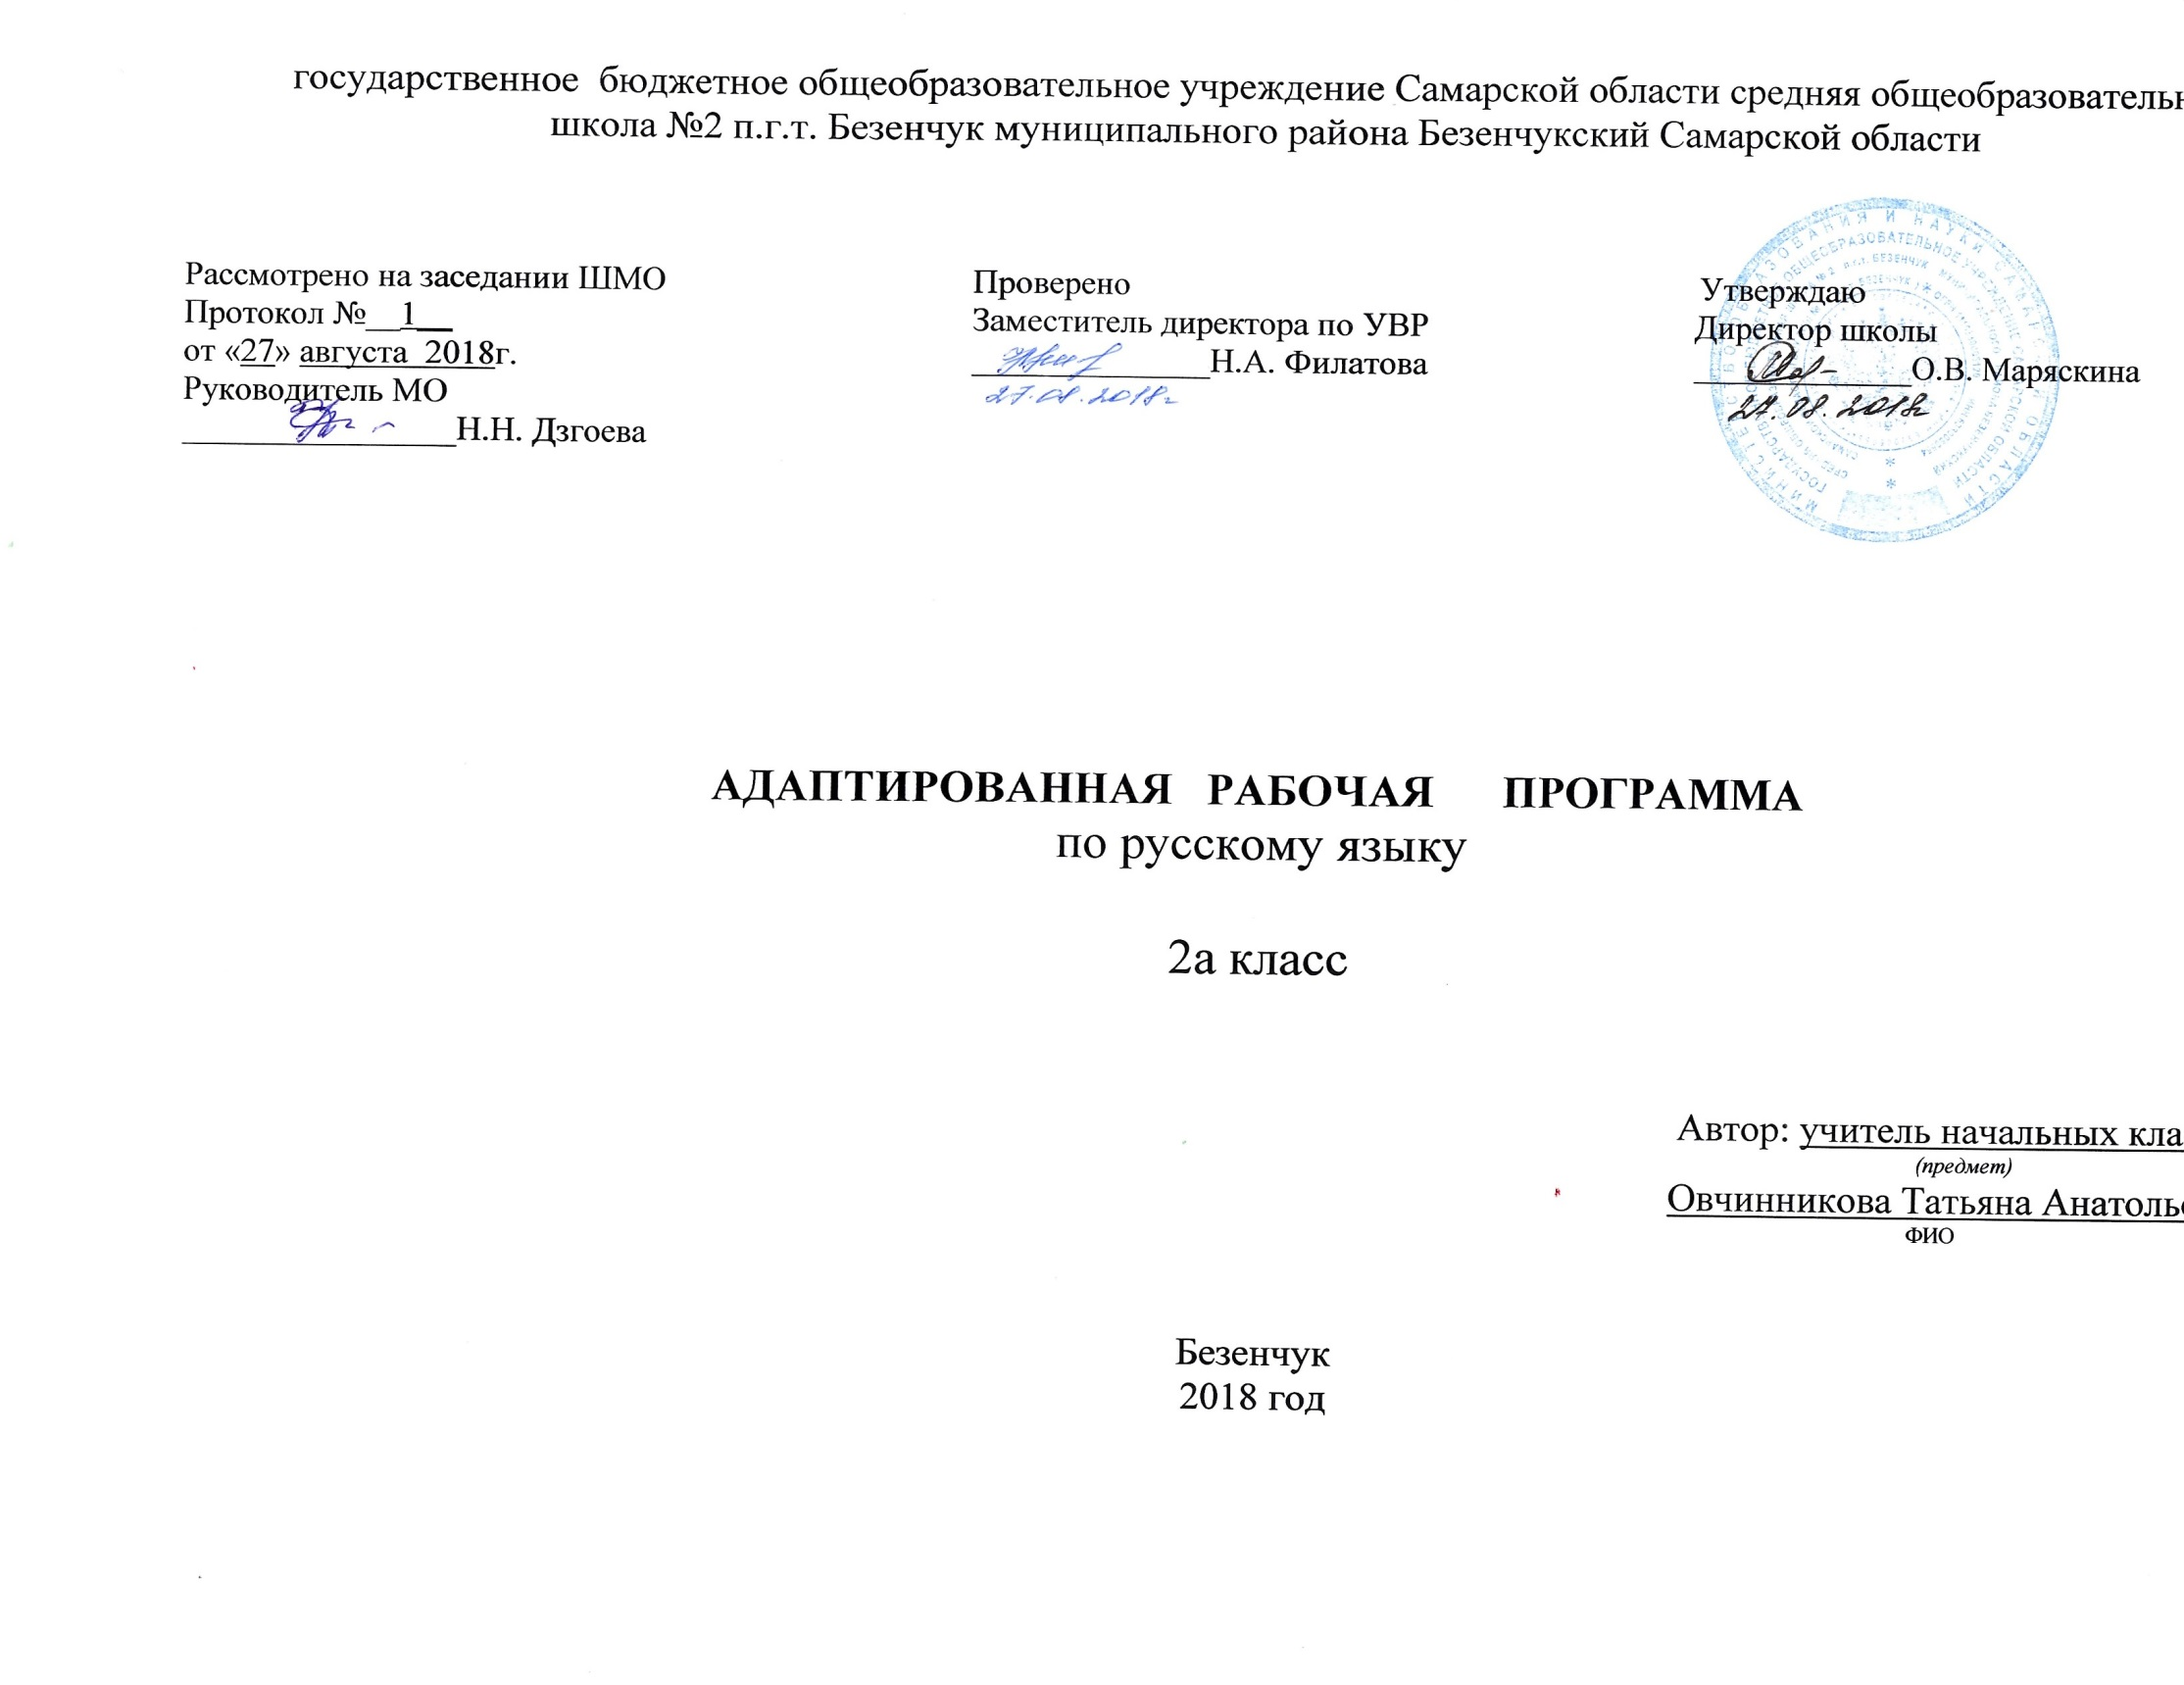 государственное бюджетное общеобразовательное учреждение Самарской области средняя общеобразователь
школа №2 п.г.т. Безенчук муниципального района Безенчукский Самарской области
Рассмотрено на заседании ШМО
Протокол №__1__
от «27» августа 2018г.
Руководитель МО
Н.Н. Дзгоева
Проверено
Заместитель директора по УВР
Н.А. Филатова
27.08.2018г
Утверждаю
Директор школы
О.В. Маряскина
27.08.2018г
АДАПТИРОВАННАЯ РАБОЧАЯ ПРОГРАММА
по русскому языку
2а класс
Автор: учитель начальных кла
(предмет)
Овчинникова Татьяна Анатоль
ФИО
Безенчук
2018 год